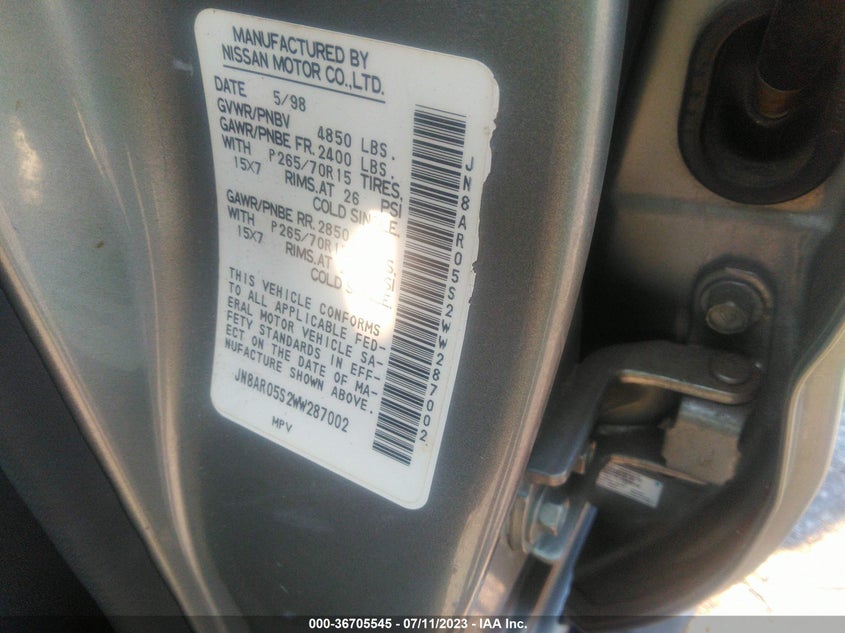 MANUFACTURED BY
NISSAN MOTOR CO.,LTD.
DATE 5/98
GVWR/PNBV 4850 LBS.
GAWR/PNBE FR. 2400 LBS.
WITH P265/70R15 TIRES,
15X7 RIMS.AT 26 PSI
COLD SINGLE.
GAWR/PNBE RR. 2850
WITH P265/70R15
15X7 RIMS.AT
COLD
THIS VEHICLE CONFORMS
TO ALL APPLICABLE FED-
ERAL MOTOR VEHICLE SA-
FETY STANDARDS IN EFF-
ECT ON THE DATE OF MA-
NUFACTURE SHOWN ABOVE.
JN8AR05S2WW287002
MPV
JN8AR05S2WW287002
000-36705545 - 07/11/2023 - IAA Inc.